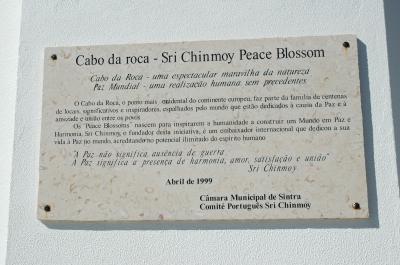 Cabo da roca - Sri Chinmoy Peace Blossom
Cabo da Roca - uma espectacular maravilha da natureza
Paz Mundial - uma realização humana sem precedentes
O Cabo da Roca, o ponto mais ocidental do continente europeu, faz parte da família de centenas
de locais, significativos e inspiradores, espalhados pelo mundo que estão dedicados à causa da Paz e à
amizade e união entre os povos
Os "Peace Blossoms" nascem para inspirarem a humanidade a construir um Mundo em Paz e
Harmonia. Sri Chinmoy, o fundador desta iniciativa, é um embaixador internacional que dedicou a sua
vida à Paz no mundo, acreditando no potencial ilimitado do espírito humano
"A Paz não significa ausência de guerra
A Paz significa a presença de harmonia, amor, satisfação e união"
Sri Chinmoy
Abril de 1999
Câmara Municipal de Sintra
Comité Português Sri Chinmoy